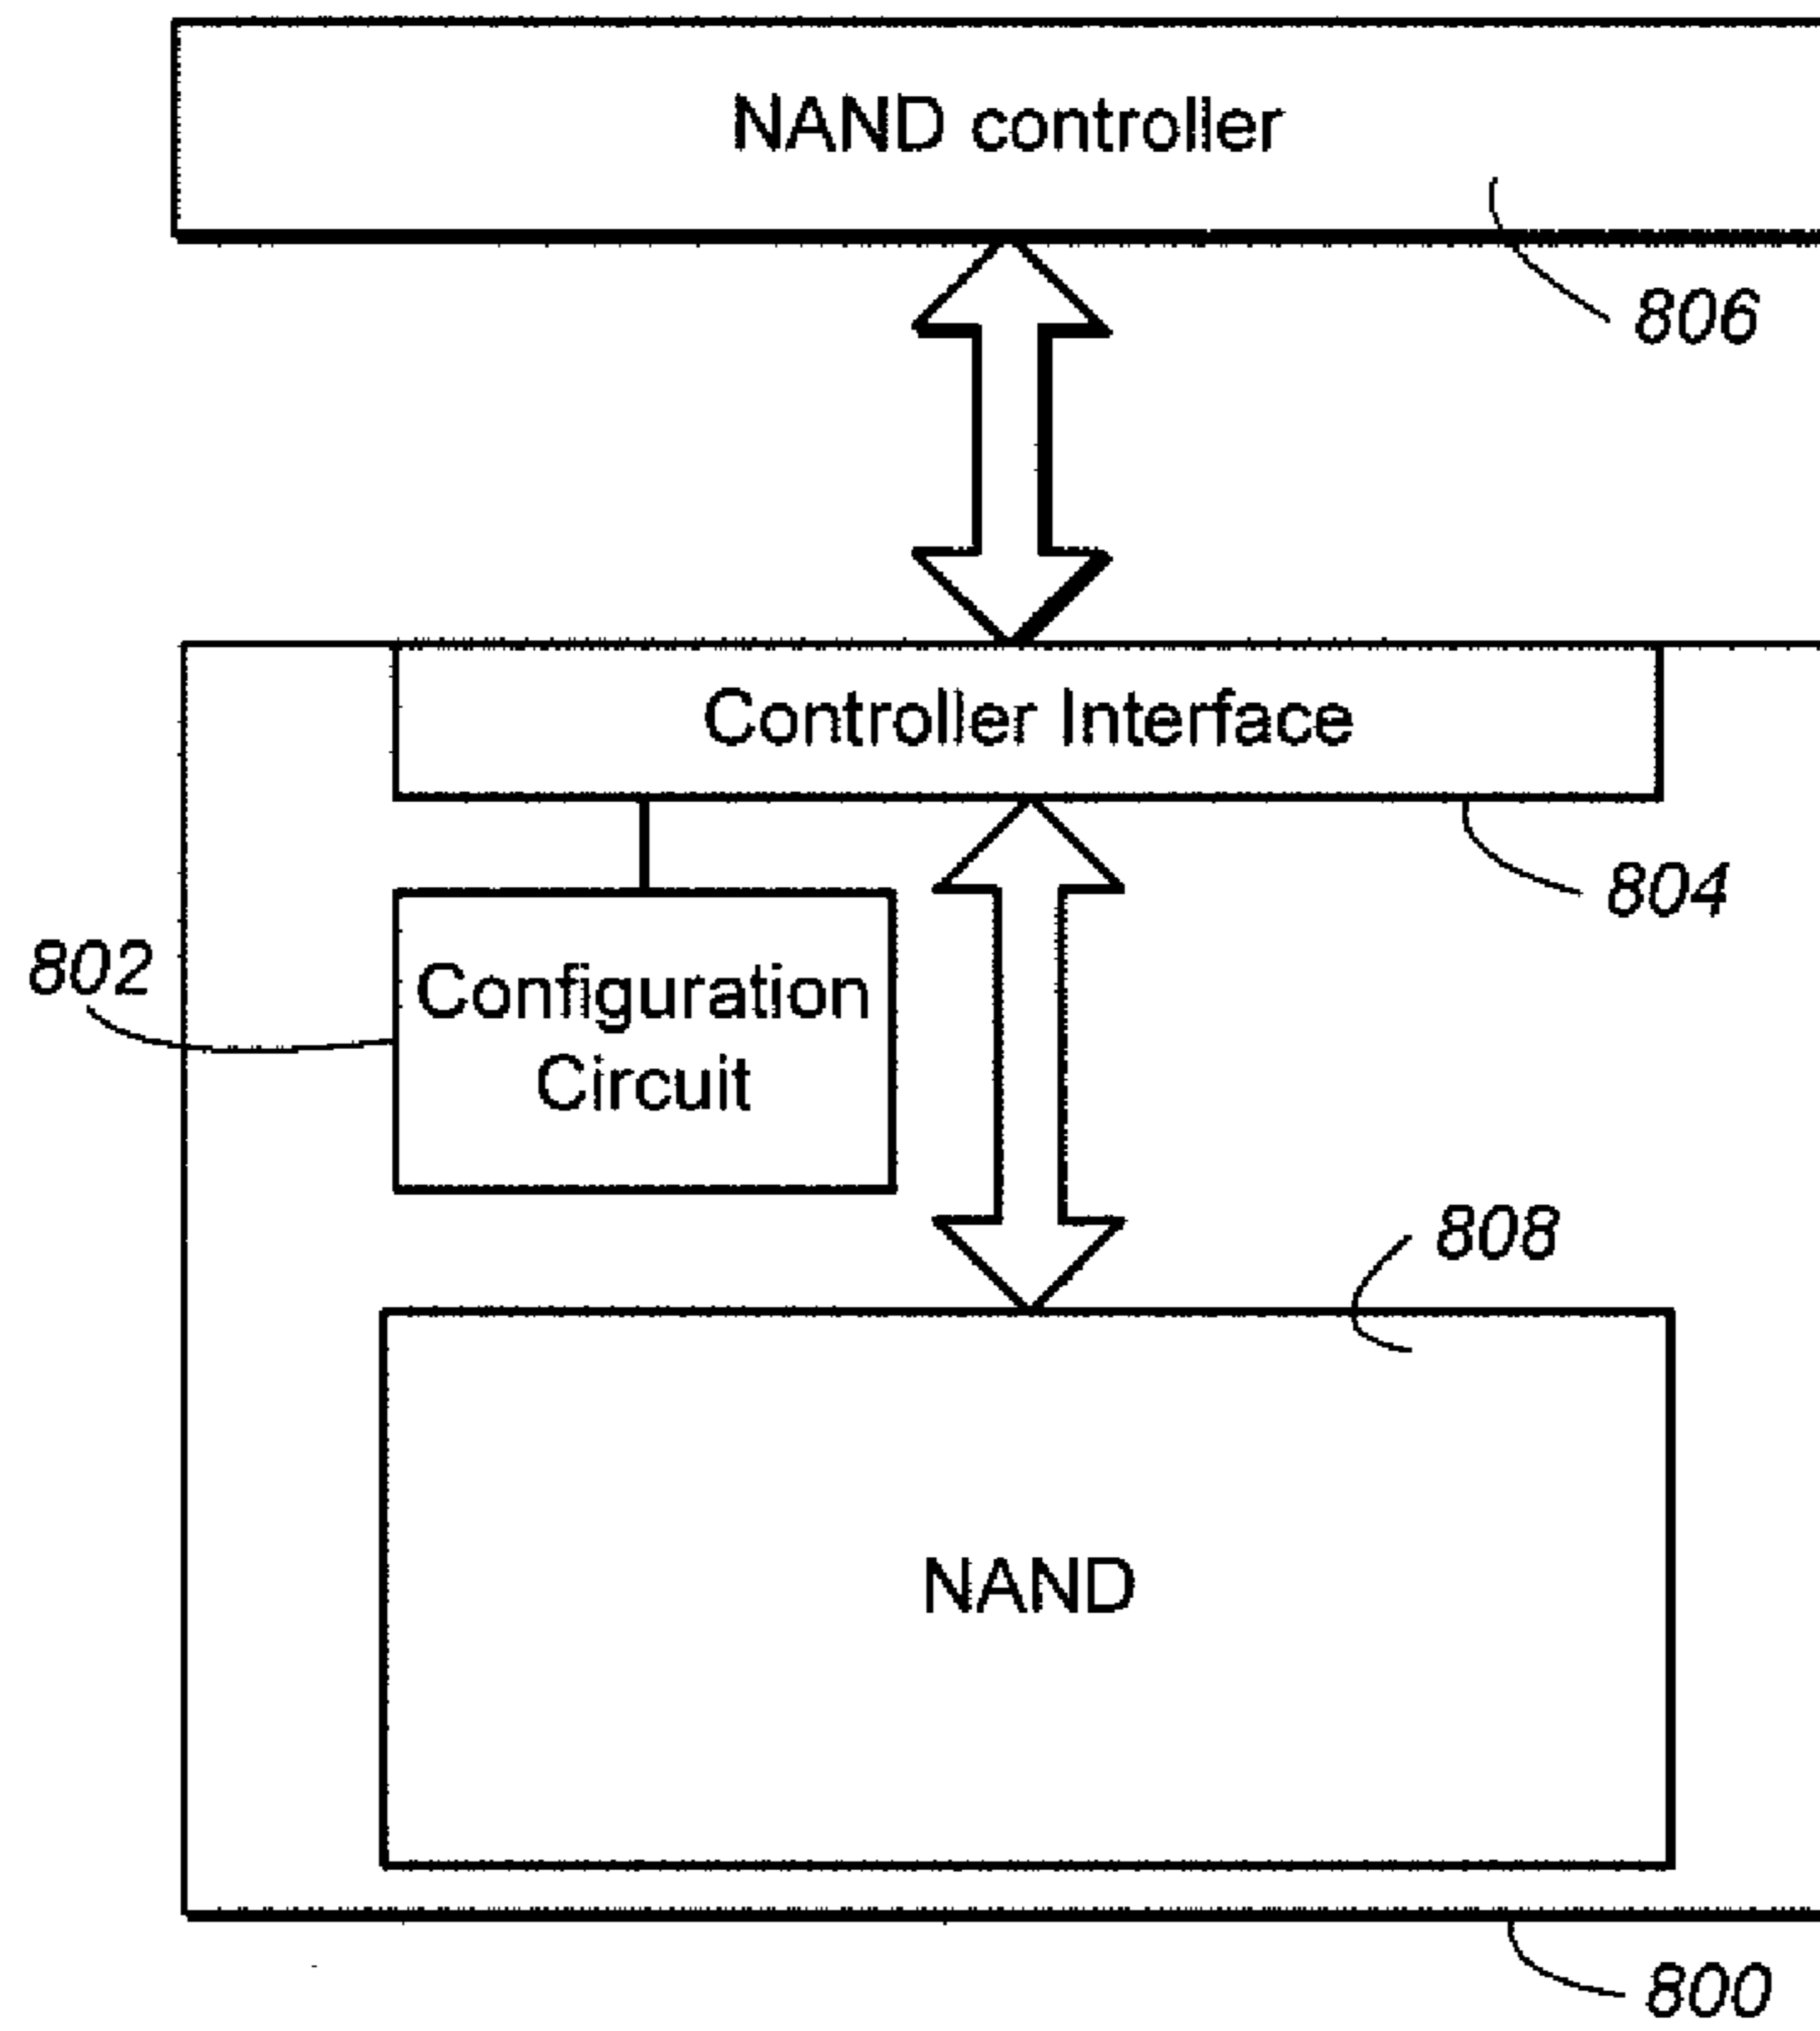 NAND controller
806
Controller Interface
804
802
Configuration
Circuit
808
NAND
800